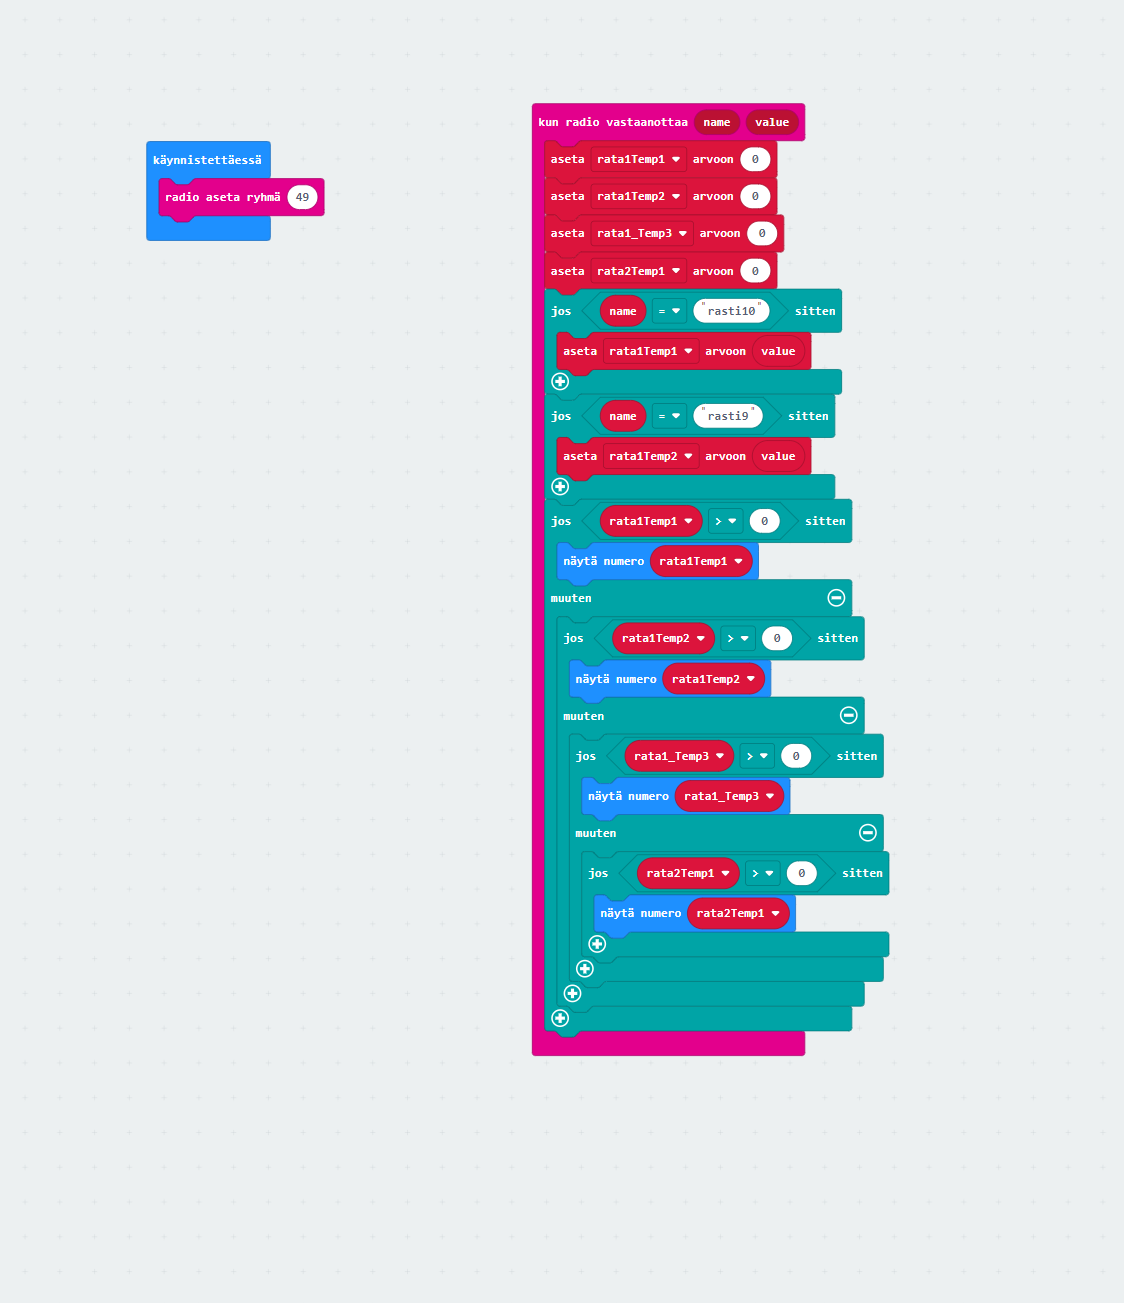 käynnistettäessä
radio aseta ryhmä 49
kun radio vastaanottaa name value
aseta rata1Temp1 arvoon 0
aseta rata1Temp2 arvoon 0
aseta rata1_Temp3 arvoon 0
aseta rata2Temp1 arvoon 0
jos name = "rasti10" sitten
aseta rata1Temp1 arvoon value
jos name = "rasti9" sitten
aseta rata1Temp2 arvoon value
jos rata1Temp1 > 0 sitten
näytä numero rata1Temp1
muuten
jos rata1Temp2 > 0 sitten
näytä numero rata1Temp2
muuten
jos rata1_Temp3 > 0 sitten
näytä numero rata1_Temp3
muuten
jos rata2Temp1 > 0 sitten
näytä numero rata2Temp1